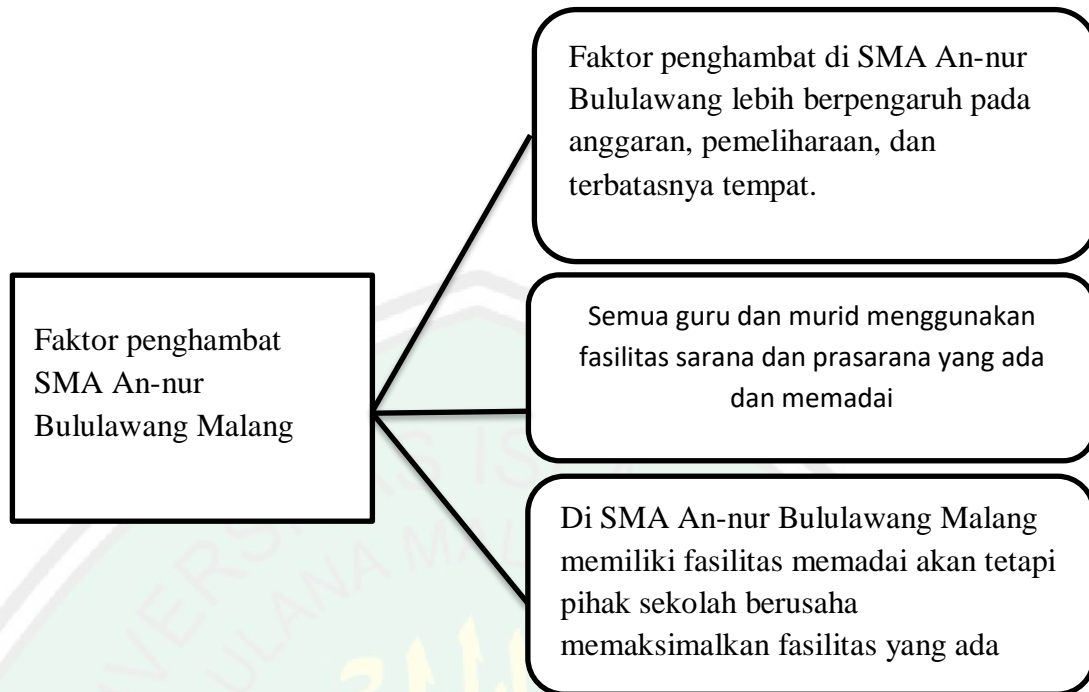 Faktor penghambat
SMA An-nur
Bululawang Malang
Faktor penghambat di SMA An-nur
Bululawang lebih berpengaruh pada
anggaran, pemeliharaan, dan
terbatasnya tempat.
Semua guru dan murid menggunakan
fasilitas sarana dan prasarana yang ada
dan memadai
Di SMA An-nur Bululawang Malang
memiliki fasilitas memadai akan tetapi
pihak sekolah berusaha
memaksimalkan fasilitas yang ada